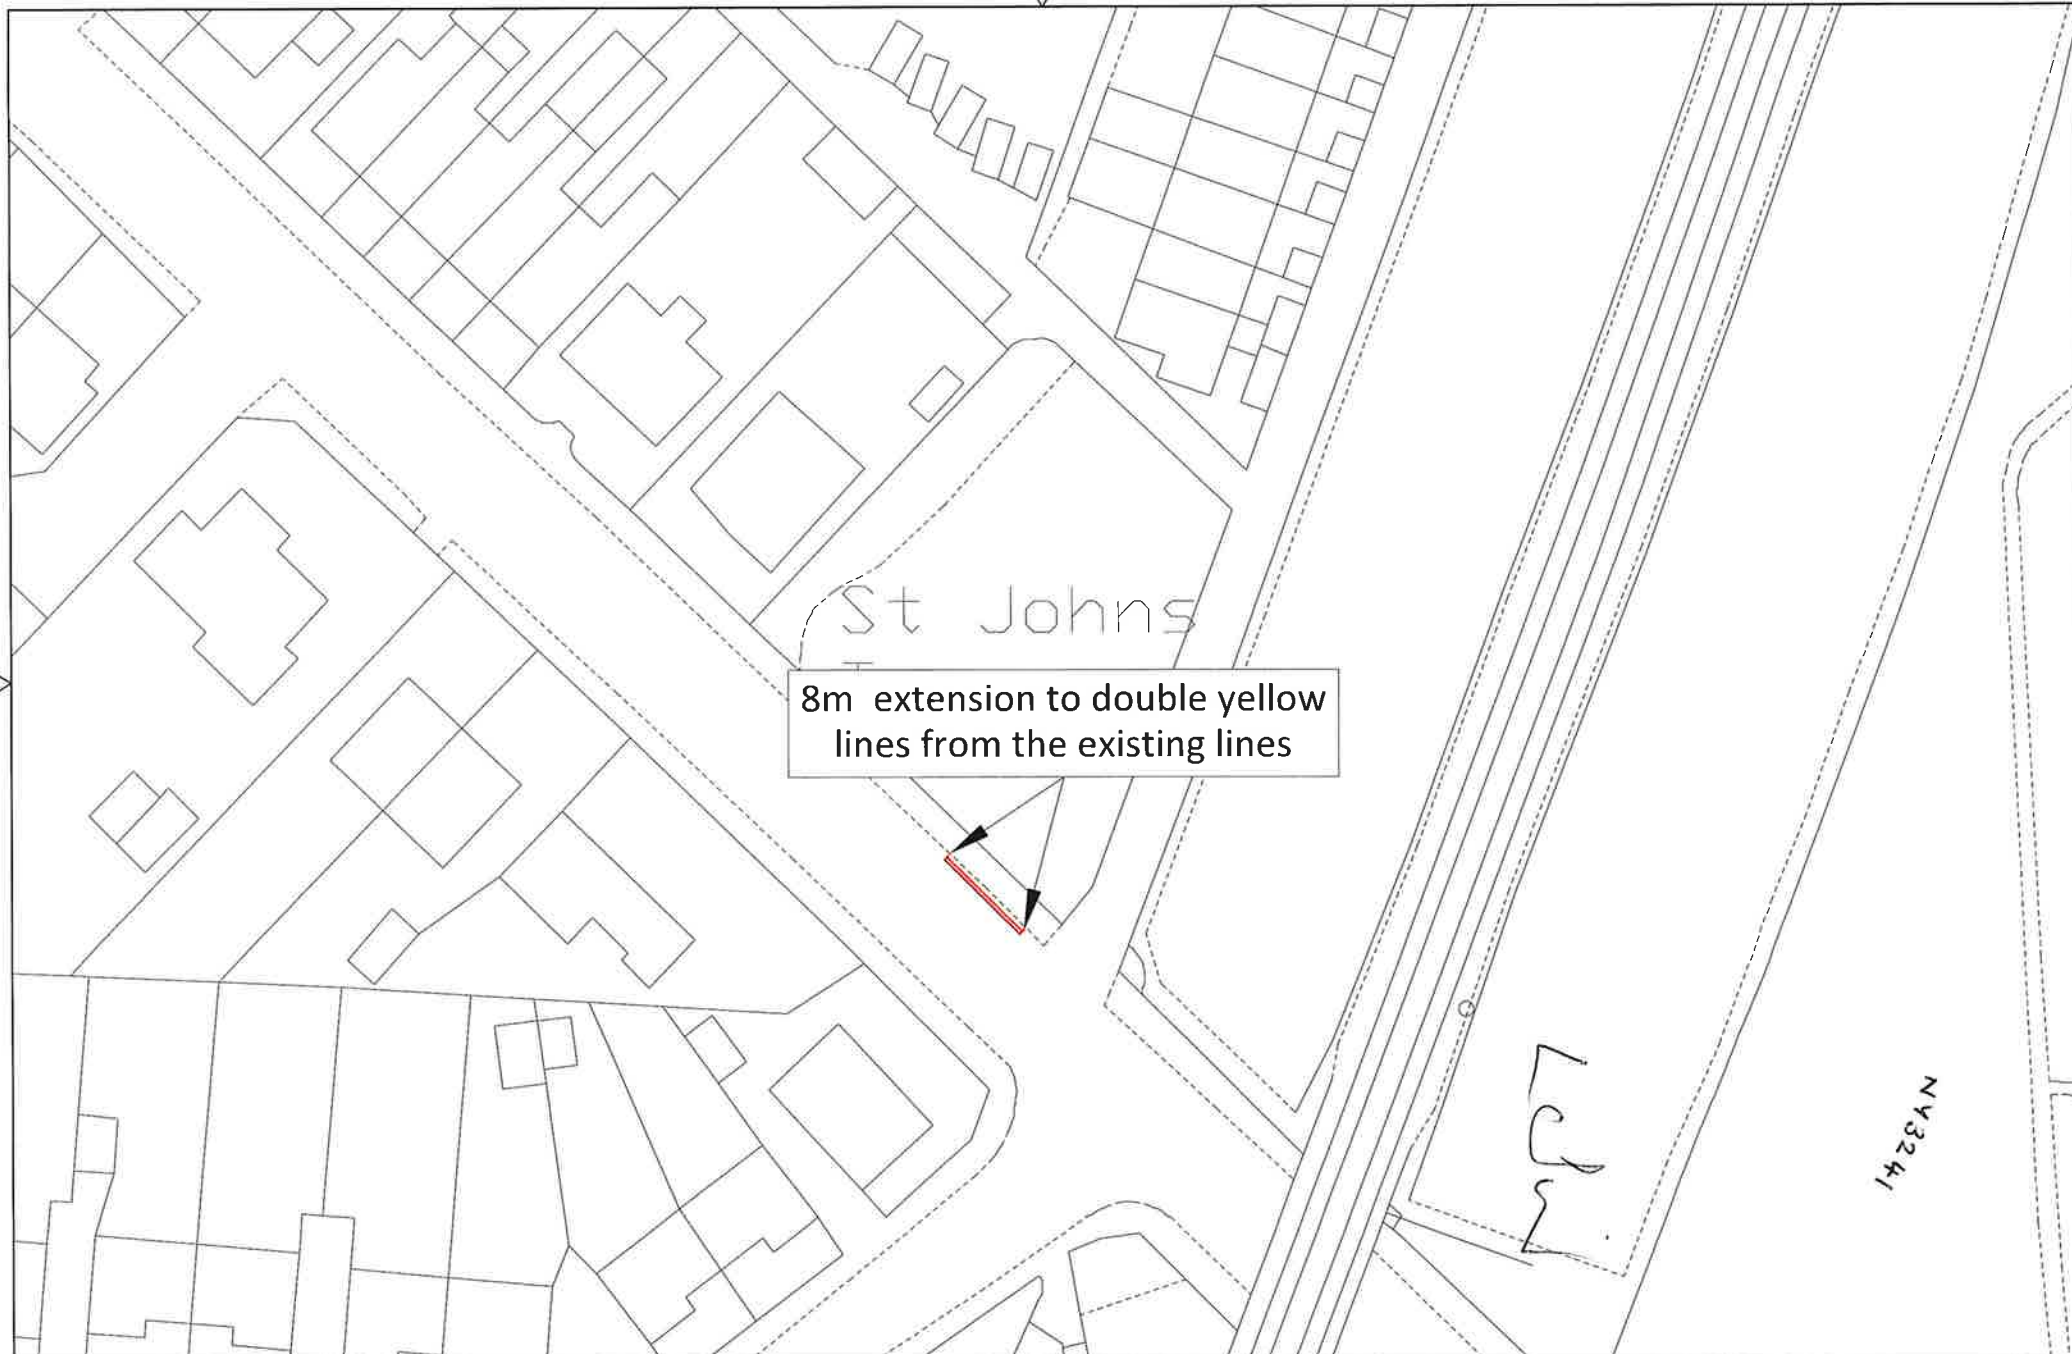 St Johns
8m extension to double yellow
lines from the existing lines
NY3241